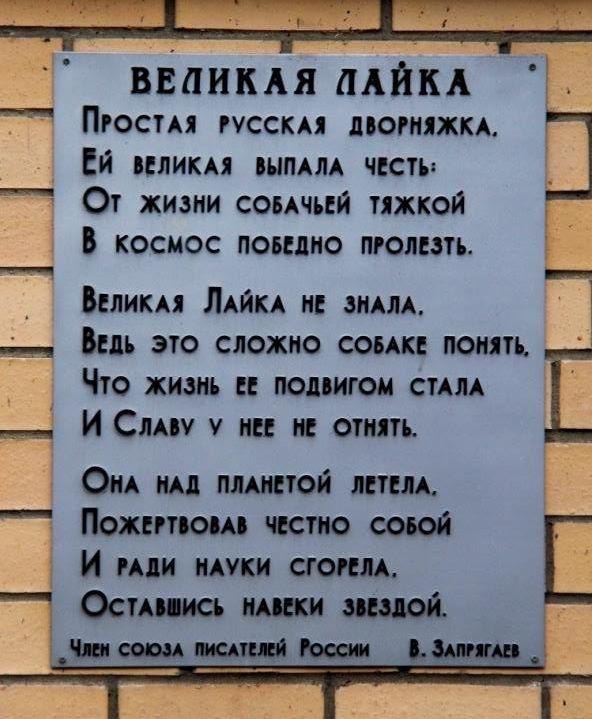 ВЕЛИКАЯ ЛАЙКА
Простая русская дворняжка.
Ей великая выпала честь:
От жизни собачьей тяжкой
В космос победно пролезть.
Великая Лайка не знала,
Ведь это сложно собаке понять,
Что жизнь ее подвигом стала
И Славу у нее не отнять.
Она над планетой летела,
Пожертвовав честно собой
И ради науки сгорела,
Оставшись навеки звездой.
Член союза писателей России В. Запрягаев